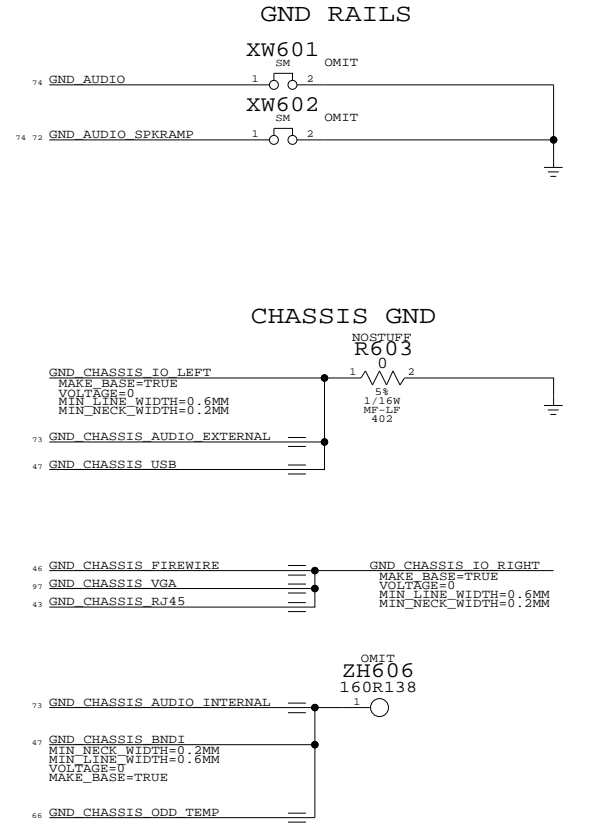 GND RAILS
XW601
SM
OMIT
74 GND_AUDIO 1 2
XW602
SM
OMIT
74 72 GND_AUDIO_SPKRAMP 1 2
CHASSIS GND
NOSTUFF
R603
0
GND_CHASSIS_IO_LEFT 1 2
MAKE_BASE=TRUE
VOLTAGE=0
MIN_LINE_WIDTH=0.6MM
MIN_NECK_WIDTH=0.2MM
5%
1/16W
MF-LF
402
73 GND_CHASSIS_AUDIO_EXTERNAL
47 GND_CHASSIS_USB
46 GND_CHASSIS_FIREWIRE
97 GND_CHASSIS_VGA
43 GND_CHASSIS_RJ45
GND_CHASSIS_IO_RIGHT
MAKE_BASE=TRUE
VOLTAGE=0
MIN_LINE_WIDTH=0.6MM
MIN_NECK_WIDTH=0.2MM
OMIT
ZH606
160R138
73 GND_CHASSIS_AUDIO_INTERNAL 1
47 GND_CHASSIS_BNDI
MIN_NECK_WIDTH=0.2MM
MIN_LINE_WIDTH=0.6MM
VOLTAGE=0
MAKE_BASE=TRUE
66 GND_CHASSIS_ODD_TEMP